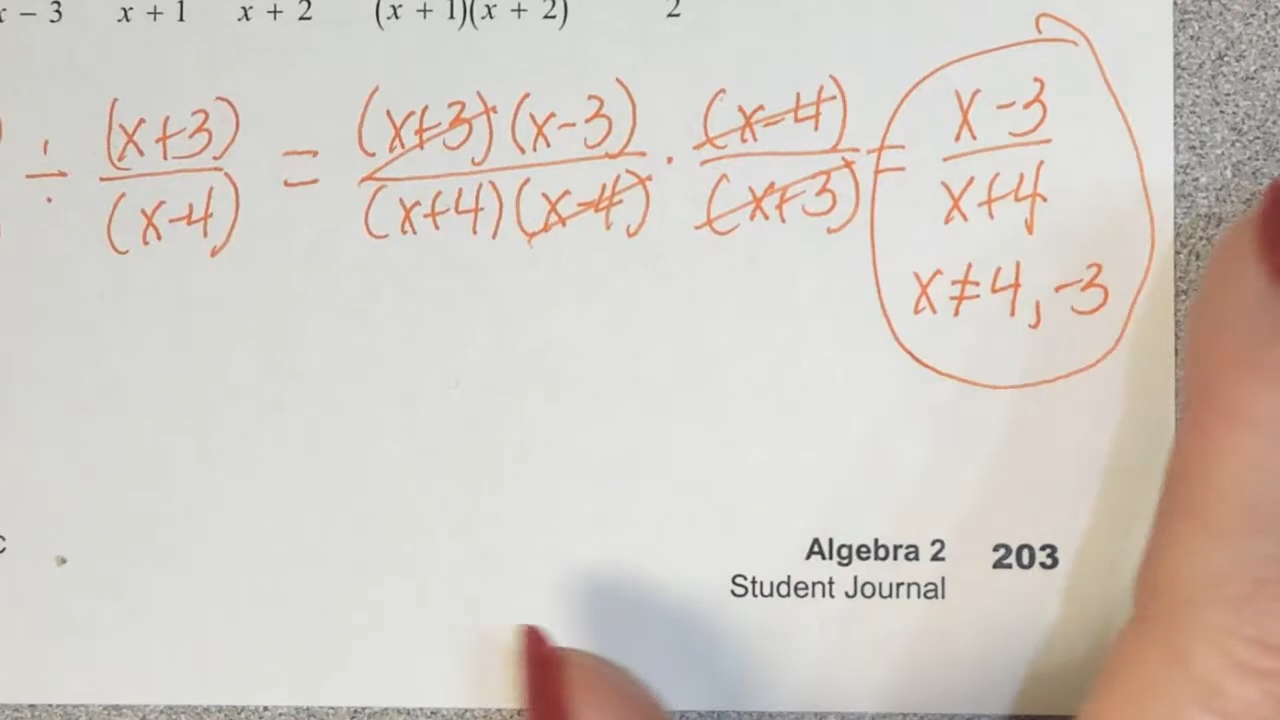 x − 3 x + 1 x + 2 (x + 1)(x + 2) 2
÷ (x+3)/(x-4) = (x+3)(x-3)/(x+4)(x-4) · (x-4)/(x+3) = x-3/x+4
x≠4, -3
Algebra 2 203
Student Journal